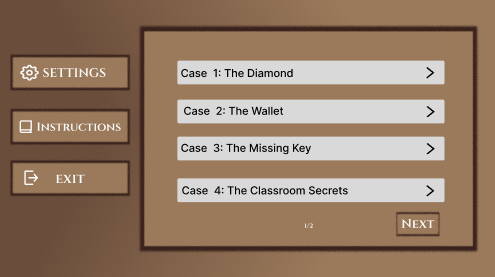 SETTINGS
INSTRUCTIONS
EXIT
Case 1: The Diamond
Case 2: The Wallet
Case 3: The Missing Key
Case 4: The Classroom Secrets
1/2
NEXT